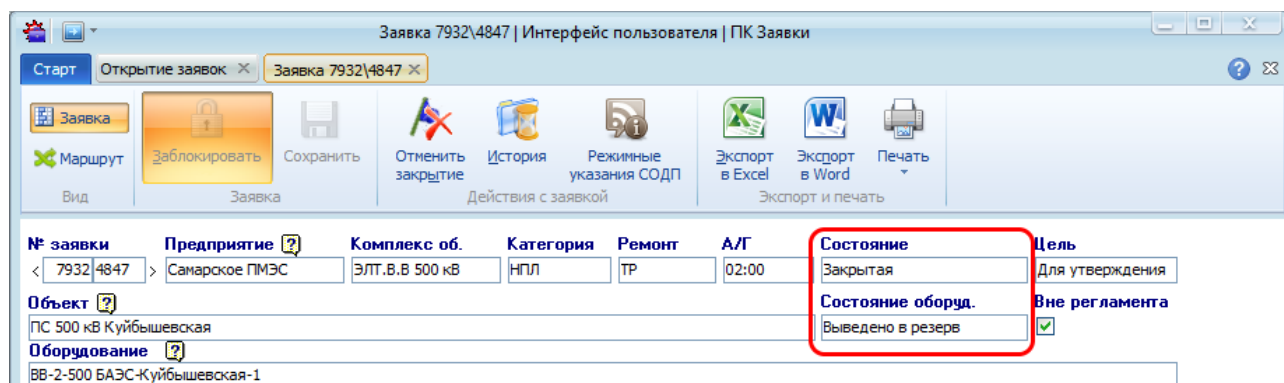 Заявка 7932\4847 | Интерфейс пользователя | ПК Заявки
Старт Открытие заявок Заявка 7932\4847
Заявка Заблокировать Сохранить Отменить закрытие История Режимные указания СОДП Экспорт в Excel Экспорт в Word Печать
Маршрут
Вид Заявка Действия с заявкой Экспорт и печать
№ заявки Предприятие ? Комплекс об. Категория Ремонт А/Г Состояние Цель
< 7932 4847 > Самарское ПМЭС ЭЛТ.В.В 500 кВ НПЛ ТР 02:00 Закрытая Для утверждения
Объект ? Состояние оборуд. Вне регламента
ПС 500 кВ Куйбышевская Выведено в резерв
Оборудование ?
ВВ-2-500 БАЭС-Куйбышевская-1